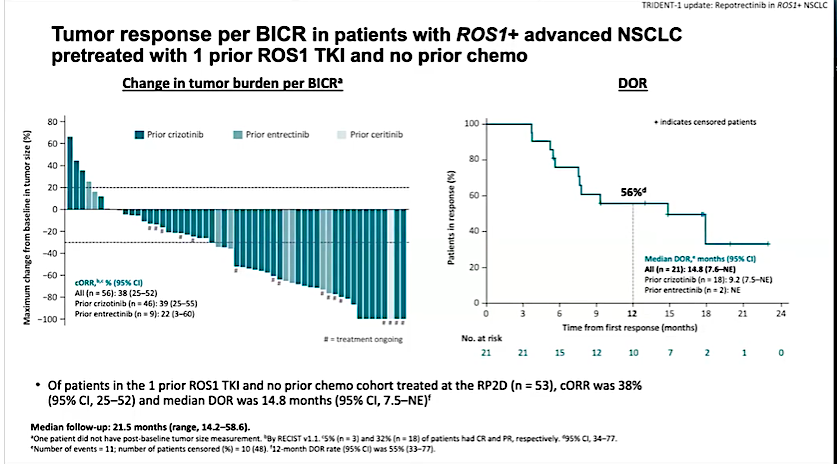 TRIDENT-1 update: Repotrectinib in ROS1+ NSCLC
Tumor response per BICR in patients with ROS1+ advanced NSCLC
pretreated with 1 prior ROS1 TKI and no prior chemo
Change in tumor burden per BICRᵃ
Maximum change from baseline in tumor size (%)
80
60
40
20
0
−20
−40
−60
−80
−100
Prior crizotinib
Prior entrectinib
Prior ceritinib
cORR,ᵇ,ᶜ % (95% CI)
All (n = 56): 38 (25–52)
Prior crizotinib (n = 46): 39 (25–55)
Prior entrectinib (n = 9): 22 (3–60)
# # # # # # # # # # # # # # # # # #
# = treatment ongoing
DOR
Patients in response (%)
100
80
60
40
20
0
+ indicates censored patients
56%ᵈ
Median DOR,ᵉ months (95% CI)
All (n = 21): 14.8 (7.6–NE)
Prior crizotinib (n = 18): 9.2 (7.5–NE)
Prior entrectinib (n = 2): NE
0 3 6 9 12 15 18 21 24
Time from first response (months)
No. at risk
21 21 15 12 10 7 2 1 0
• Of patients in the 1 prior ROS1 TKI and no prior chemo cohort treated at the RP2D (n = 53), cORR was 38%
(95% CI, 25–52) and median DOR was 14.8 months (95% CI, 7.5–NE)ᶠ
Median follow-up: 21.5 months (range, 14.2–58.6).
ᵃOne patient did not have post-baseline tumor size measurement. ᵇBy RECIST v1.1. ᶜ5% (n = 3) and 32% (n = 18) of patients had CR and PR, respectively. ᵈ95% CI, 34–77.
ᵉNumber of events = 11; number of patients censored (%) = 10 (48). ᶠ12-month DOR rate (95% CI) was 55% (33–77).